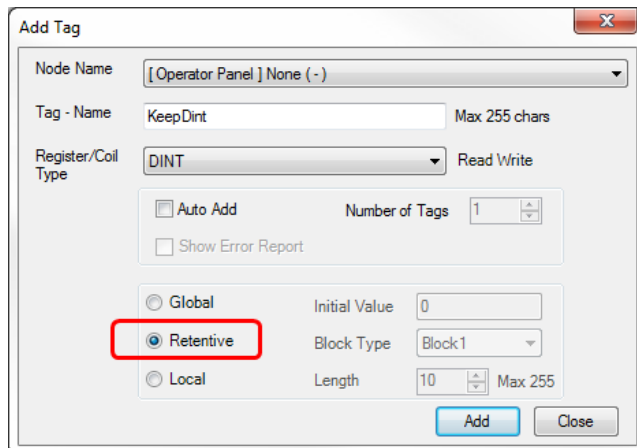 Add Tag
Node Name [ Operator Panel ] None ( - )
Tag - Name KeepDint Max 255 chars
Register/Coil Type DINT Read Write
Auto Add Number of Tags 1
Show Error Report
Global Initial Value 0
Retentive Block Type Block1
Local Length 10 Max 255
Add Close